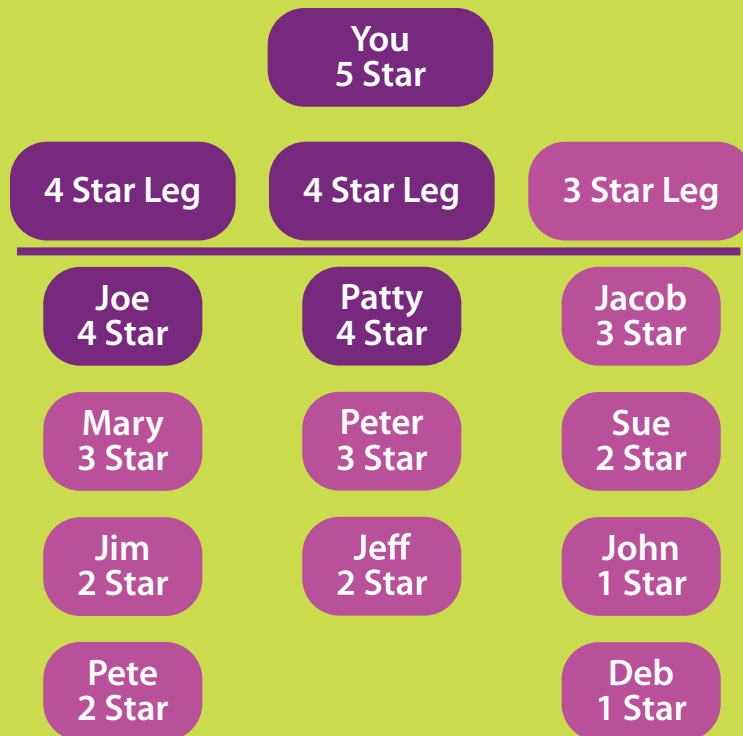 You
5 Star
4 Star Leg
4 Star Leg
3 Star Leg
Joe
4 Star
Patty
4 Star
Jacob
3 Star
Mary
3 Star
Peter
3 Star
Sue
2 Star
Jim
2 Star
Jeff
2 Star
John
1 Star
Pete
2 Star
Deb
1 Star